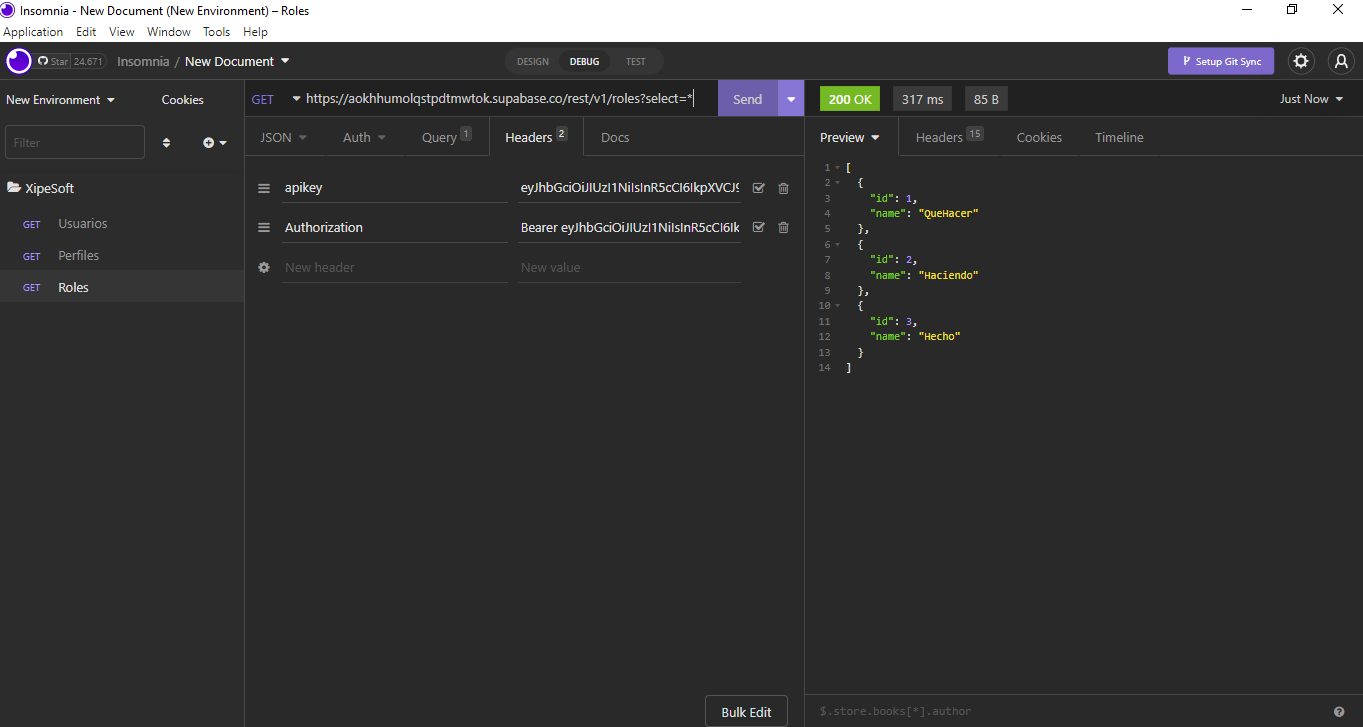 Insomnia - New Document (New Environment) – Roles
Application Edit View Window Tools Help
Star 24.671 Insomnia / New Document DESIGN DEBUG TEST Setup Git Sync
New Environment Cookies GET https://aokhhumolqstpdtmwtok.supabase.co/rest/v1/roles?select=* Send 200 OK 317 ms 85 B Just Now
Filter
XipeSoft
GET Usuarios
GET Perfiles
GET Roles
JSON Auth Query 1 Headers 2 Docs
apikey eyJhbGciOiJIUzI1NiIsInR5cCI6IkpXVCJ9
Authorization Bearer eyJhbGciOiJIUzI1NiIsInR5cCI6Ik
New header New value
Bulk Edit
Preview Headers 15 Cookies Timeline
1 [
2 {
3 "id": 1,
4 "name": "QueHacer"
5 },
6 {
7 "id": 2,
8 "name": "Haciendo"
9 },
10 {
11 "id": 3,
12 "name": "Hecho"
13 }
14 ]
$.store.books[*].author